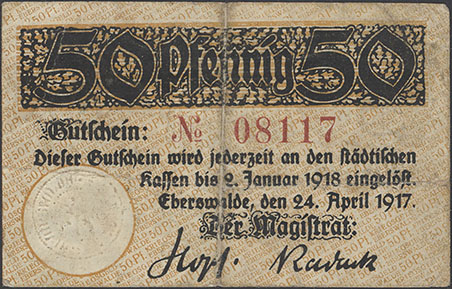 50 Pfennig 50
Gutschein: No 08117
Dieser Gutschein wird jederzeit an den städtischen
Kassen bis 2. Januar 1918 eingelöst.
Eberswalde, den 24. April 1917.
Der Magistrat: